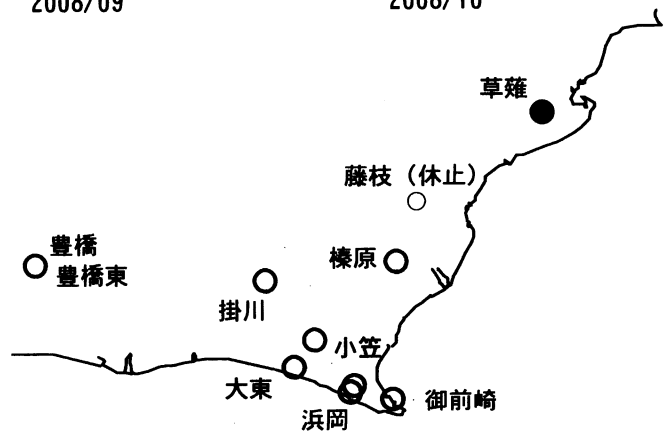 2008/09
2008/10
草薙
藤枝（休止）
榛原
豊橋
豊橋東
掛川
小笠
大東
浜岡
御前崎